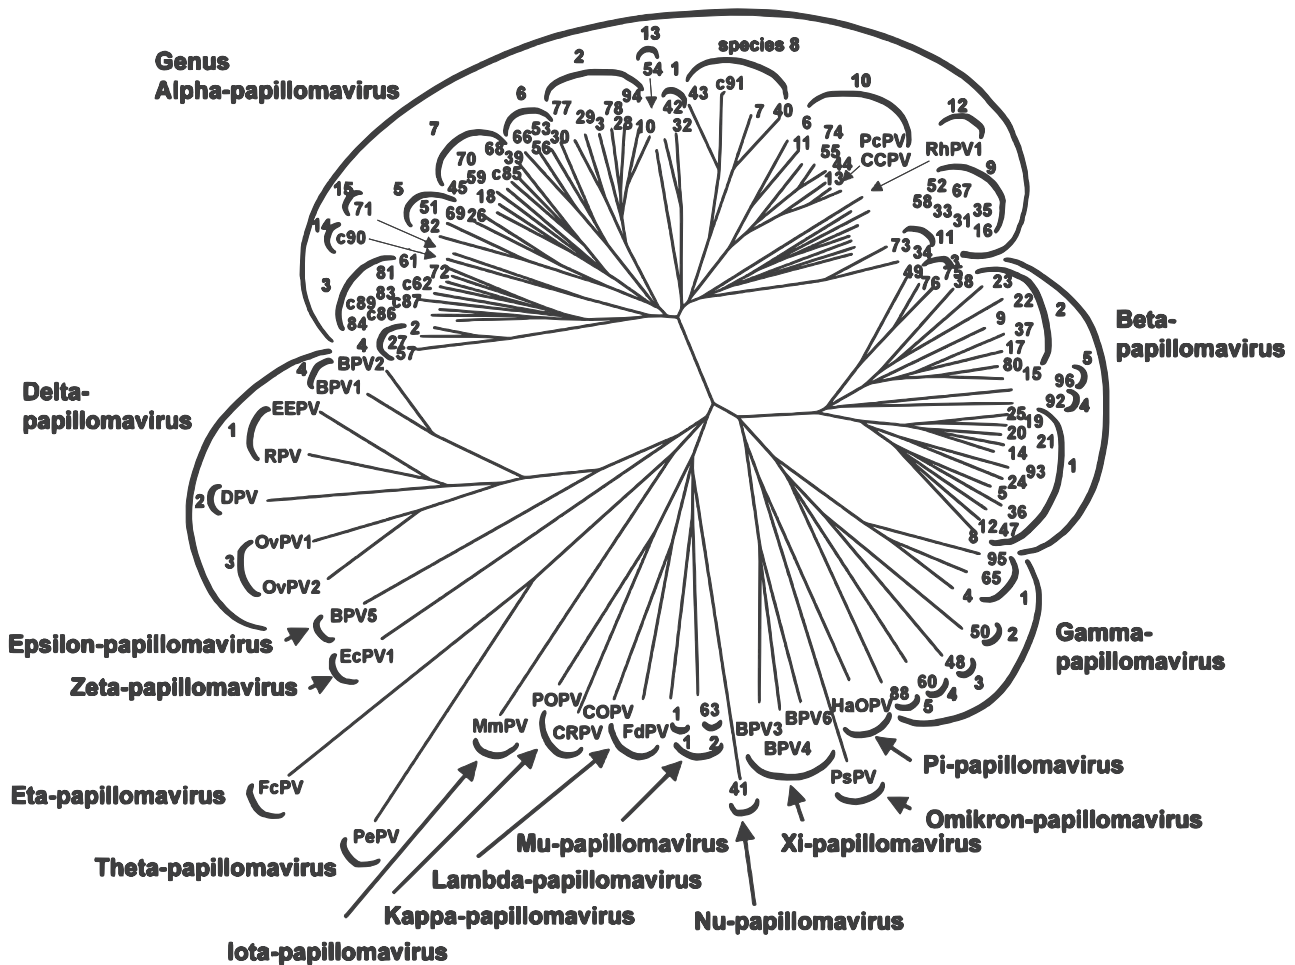 Genus
Alpha-papillomavirus
13
2
54
1
species 8
43
c91
10
6
77
94
42
7
40
12
7
53
29
3
78
28
10
32
6
11
74
PcPV
CCPV
RhPV1
66
30
68
56
39
55
44
13
9
70
59
c85
45
18
52
67
58
33
31
35
16
15
71
5
51
69
26
82
14
c90
73
34
11
61
81
72
c62
3
83
c87
c89
c86
84
4
2
27
57
49
76
75
3
38
23
22
2
9
37
17
80
15
5
96
92
4
Beta-
papillomavirus
Delta-
papillomavirus
4
BPV2
BPV1
EEPV
1
RPV
2
DPV
OvPV1
3
OvPV2
25
19
20
21
14
93
1
24
5
36
12
47
8
95
65
4
1
50
2
48
3
60
4
88
5
Gamma-
papillomavirus
BPV5
Epsilon-papillomavirus
EcPV1
Zeta-papillomavirus
FcPV
Eta-papillomavirus
PePV
Theta-papillomavirus
MmPV
POPV
CRPV
COPV
FdPV
1
63
1
2
BPV3
BPV6
BPV4
HaOPV
41
PsPV
Pi-papillomavirus
Omikron-papillomavirus
Mu-papillomavirus
Xi-papillomavirus
Lambda-papillomavirus
Kappa-papillomavirus
Nu-papillomavirus
Iota-papillomavirus